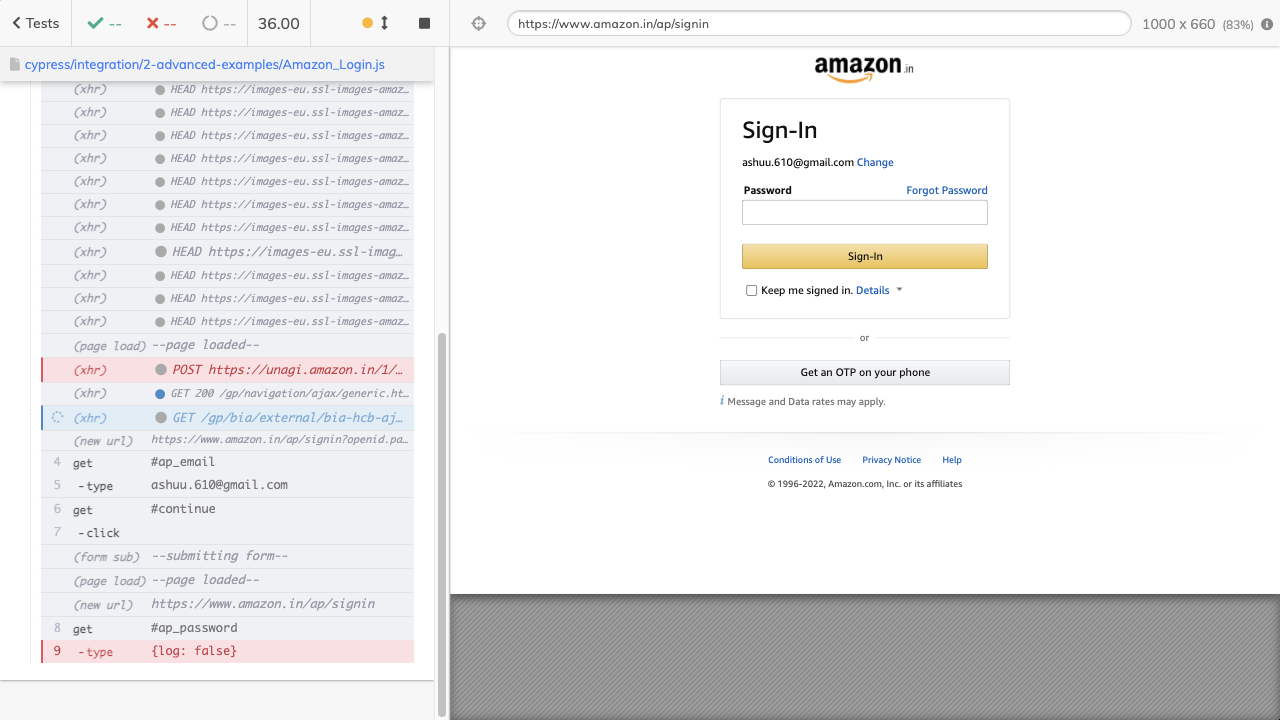 Tests
--
--
--
36.00
cypress/integration/2-advanced-examples/Amazon_Login.js
(xhr) HEAD https://images-eu.ssl-images-amaz…
(xhr) HEAD https://images-eu.ssl-images-amaz…
(xhr) HEAD https://images-eu.ssl-images-amaz…
(xhr) HEAD https://images-eu.ssl-images-amaz…
(xhr) HEAD https://images-eu.ssl-images-amaz…
(xhr) HEAD https://images-eu.ssl-images-amaz…
(xhr) HEAD https://images-eu.ssl-images-amaz…
(xhr) HEAD https://images-eu.ssl-imag…
(xhr) HEAD https://images-eu.ssl-images-amaz…
(xhr) HEAD https://images-eu.ssl-images-amaz…
(xhr) HEAD https://images-eu.ssl-images-amaz…
(page load) --page loaded--
(xhr) POST https://unagi.amazon.in/1/…
(xhr) GET 200 /gp/navigation/ajax/generic.ht…
(xhr) GET /gp/bia/external/bia-hcb-aj…
(new url) https://www.amazon.in/ap/signin?openid.pa…
4 get #ap_email
5 -type ashuu.610@gmail.com
6 get #continue
7 -click
(form sub) --submitting form--
(page load) --page loaded--
(new url) https://www.amazon.in/ap/signin
8 get #ap_password
9 -type {log: false}
https://www.amazon.in/ap/signin
1000 x 660 (83%)
amazon.in
Sign-In
ashuu.610@gmail.com Change
Password Forgot Password
Sign-In
Keep me signed in. Details
or
Get an OTP on your phone
i Message and Data rates may apply.
Conditions of Use Privacy Notice Help
© 1996-2022, Amazon.com, Inc. or its affiliates